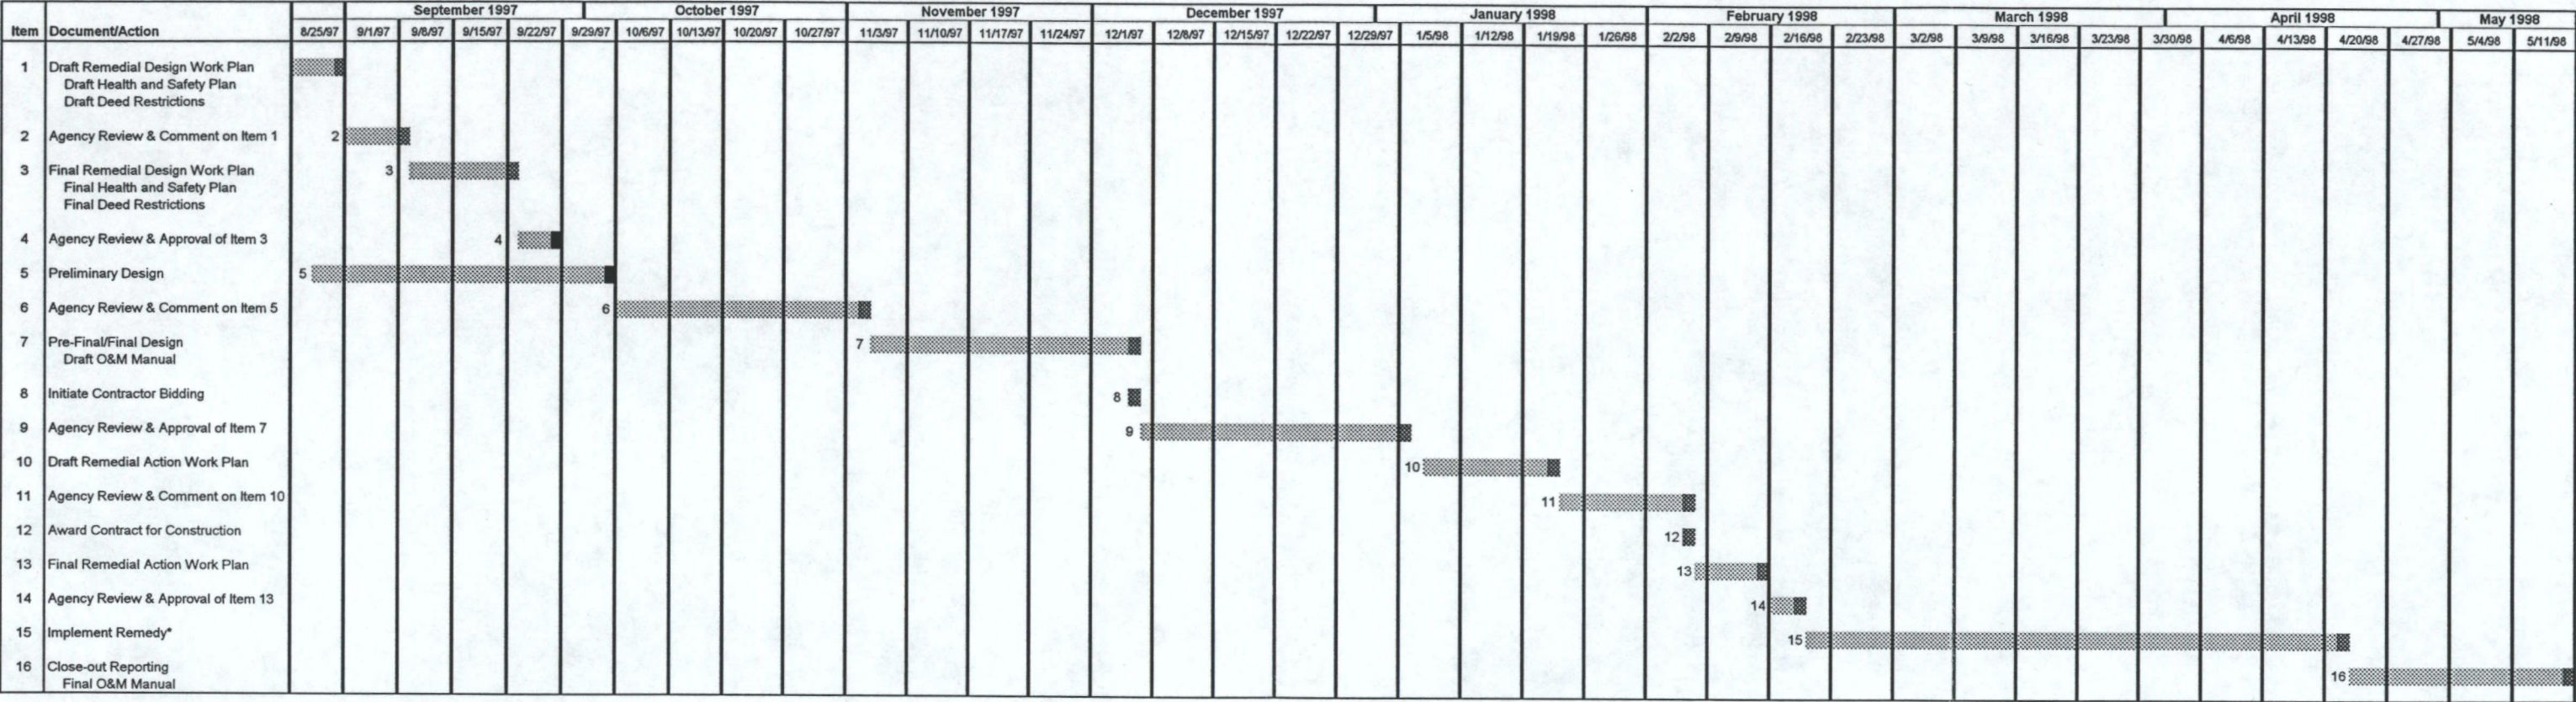 September 1997 October 1997 November 1997 December 1997 January 1998 February 1998 March 1998 April 1998 May 1998
Item Document/Action 8/25/97 9/1/97 9/8/97 9/15/97 9/22/97 9/29/97 10/6/97 10/13/97 10/20/97 10/27/97 11/3/97 11/10/97 11/17/97 11/24/97 12/1/97 12/8/97 12/15/97 12/22/97 12/29/97 1/5/98 1/12/98 1/19/98 1/26/98 2/2/98 2/9/98 2/16/98 2/23/98 3/2/98 3/9/98 3/16/98 3/23/98 3/30/98 4/6/98 4/13/98 4/20/98 4/27/98 5/4/98 5/11/98
1 Draft Remedial Design Work Plan
Draft Health and Safety Plan
Draft Deed Restrictions
2 Agency Review & Comment on Item 1 2
3 Final Remedial Design Work Plan 3
Final Health and Safety Plan
Final Deed Restrictions
4 Agency Review & Approval of Item 3 4
5 Preliminary Design 5
6 Agency Review & Comment on Item 5 6
7 Pre-Final/Final Design 7
Draft O&M Manual
8 Initiate Contractor Bidding 8
9 Agency Review & Approval of Item 7 9
10 Draft Remedial Action Work Plan 10
11 Agency Review & Comment on Item 10 11
12 Award Contract for Construction 12
13 Final Remedial Action Work Plan 13
14 Agency Review & Approval of Item 13 14
15 Implement Remedy* 15
16 Close-out Reporting 16
Final O&M Manual